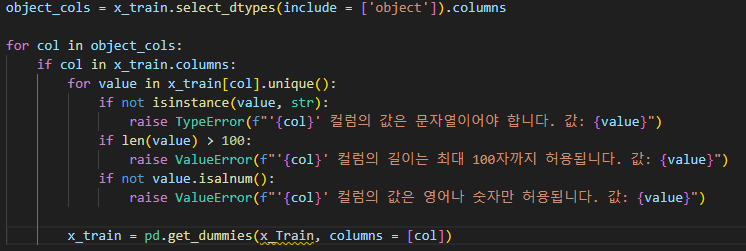 object_cols = x_train.select_dtypes(include = ['object']).columns
for col in object_cols:
    if col in x_train.columns:
        for value in x_train[col].unique():
            if not isinstance(value, str):
                raise TypeError(f"'{col}' 컬럼의 값은 문자열이어야 합니다. 값: {value}")
            if len(value) > 100:
                raise ValueError(f"'{col}' 컬럼의 길이는 최대 100자까지 허용됩니다. 값: {value}")
            if not value.isalnum():
                raise ValueError(f"'{col}' 컬럼의 값은 영어나 숫자만 허용됩니다. 값: {value}")
        x_train = pd.get_dummies(x_Train, columns = [col])